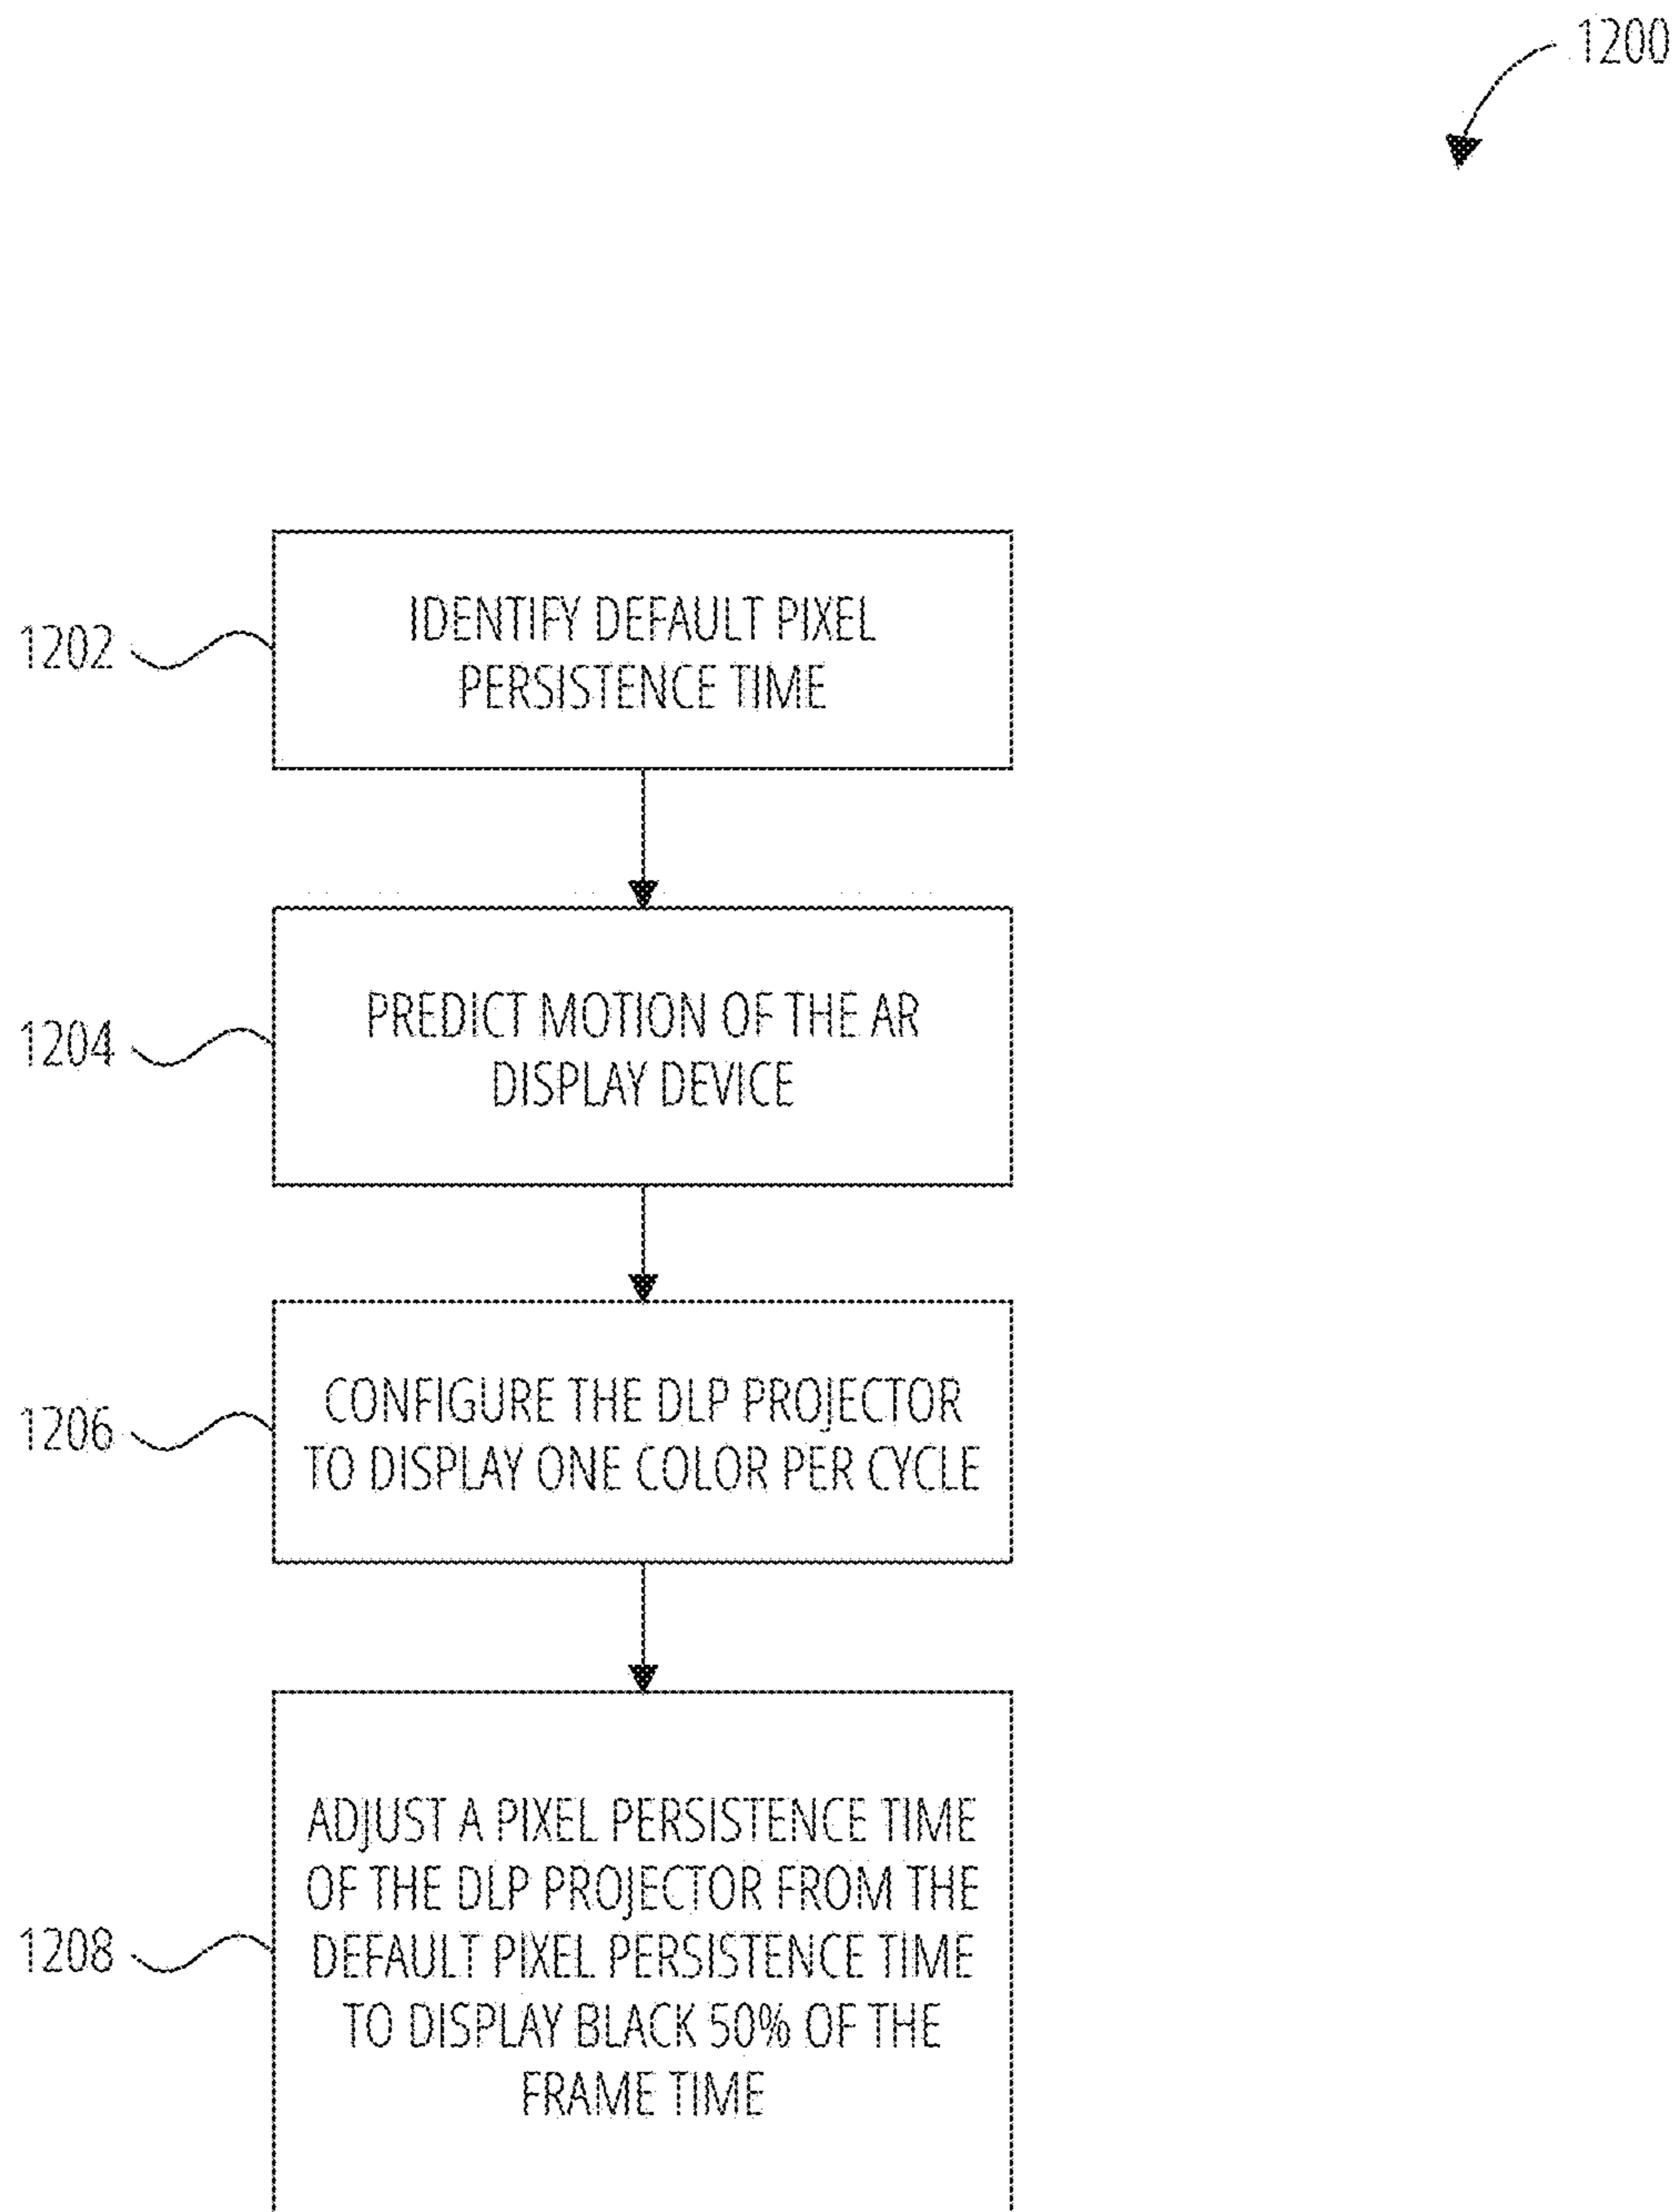 1200
1202
IDENTIFY DEFAULT PIXEL
PERSISTENCE TIME
1204
PREDICT MOTION OF THE AR
DISPLAY DEVICE
1206
CONFIGURE THE DLP PROJECTOR
TO DISPLAY ONE COLOR PER CYCLE
1208
ADJUST A PIXEL PERSISTENCE TIME
OF THE DLP PROJECTOR FROM THE
DEFAULT PIXEL PERSISTENCE TIME
TO DISPLAY BLACK 50% OF THE
FRAME TIME